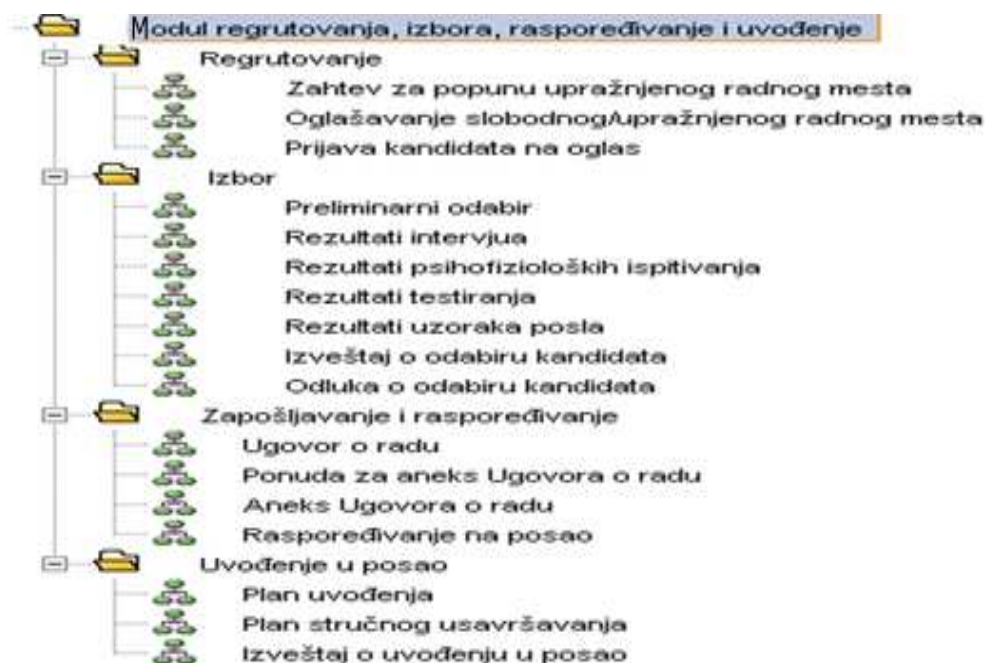 Modul regrutovanja, izbora, raspoređivanje i uvođenje
Regrutovanje
Zahtev za popunu upražnjenog radnog mesta
Oglašavanje slobodnog/upražnjenog radnog mesta
Prijava kandidata na oglas
Izbor
Preliminarni odabir
Rezultati intervjua
Rezultati psihofizioloških ispitivanja
Rezultati testiranja
Rezultati uzoraka posla
Izveštaj o odabiru kandidata
Odluka o odabiru kandidata
Zapošljavanje i raspoređivanje
Ugovor o radu
Ponuda za aneks Ugovora o radu
Aneks Ugovora o radu
Raspoređivanje na posao
Uvođenje u posao
Plan uvođenja
Plan stručnog usavršavanja
Izveštaj o uvođenju u posao